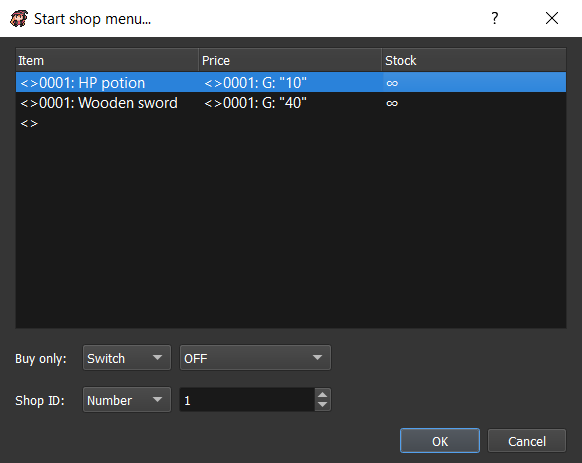 Start shop menu...
Item Price Stock
<>0001: HP potion <>0001: G: "10" ∞
<>0001: Wooden sword <>0001: G: "40" ∞
<>
Buy only: Switch OFF
Shop ID: Number 1
OK Cancel